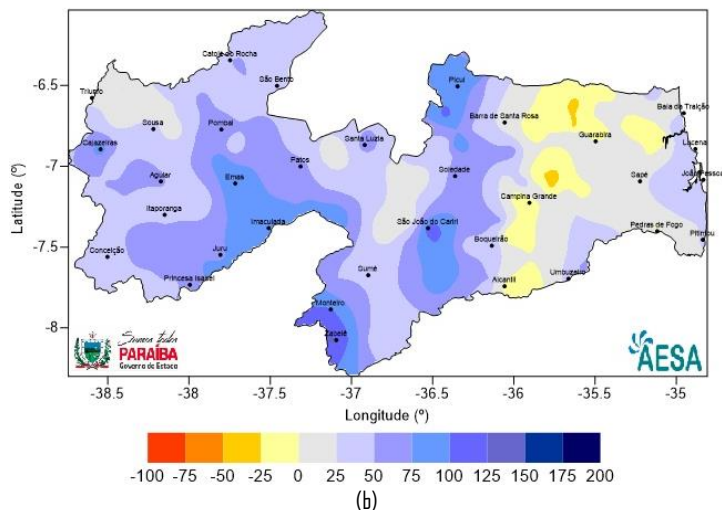 Catolé do Rocha
-6.5
São Bento
Picuí
Triunfo
Baia da Traição
Sousa
Pombal
Barra de Santa Rosa
Santa Luzia
Guarabira
Cajazeiras
Lucena
-7
Patos
Aguiar
Emas
Soledade
Sapé
João Pessoa
Campina Grande
Itaporanga
Imaculada
São João do Cariri
Pedras de Fogo
Pitimbu
-7.5
Conceição
Juru
Boqueirão
Princesa Isabel
Sumé
Alcantil
Umbuzeiro
Monteiro
-8
Zabelê
PARAÍBA
Governo do Estado
AESA
Latitude (º)
-38.5 -38 -37.5 -37 -36.5 -36 -35.5 -35
Longitude (º)
-100 -75 -50 -25 0 25 50 75 100 125 150 175 200
(b)